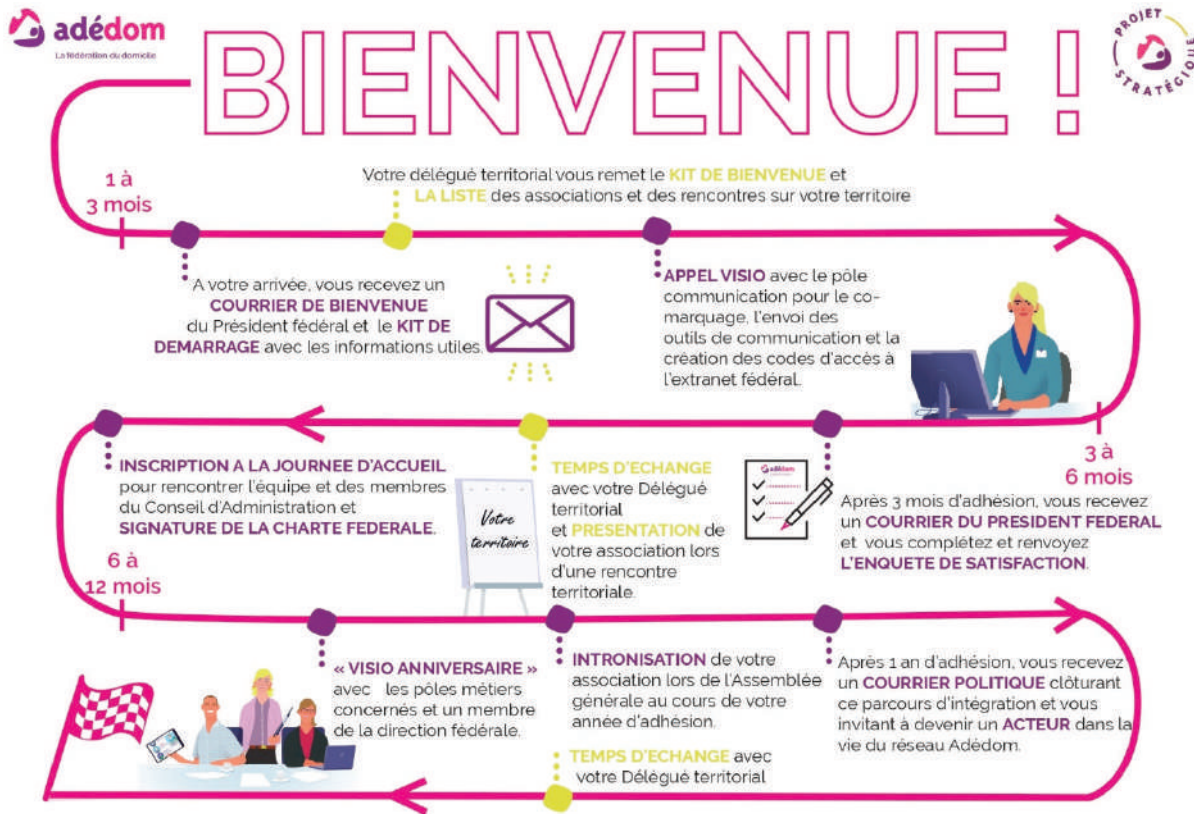 adédom
La fédération du domicile
BIENVENUE !
PROJET
STRATÉGIQUE
1 à
3 mois
Votre délégué territorial vous remet le KIT DE BIENVENUE et
LA LISTE des associations et des rencontres sur votre territoire
A votre arrivée, vous recevez un
COURRIER DE BIENVENUE
du Président fédéral et le KIT DE
DEMARRAGE avec les informations utiles.
APPEL VISIO avec le pôle
communication pour le co-
marquage, l'envoi des
outils de communication et la
création des codes d'accès à
l'extranet fédéral.
3 à
6 mois
Après 3 mois d'adhésion, vous recevez
un COURRIER DU PRESIDENT FEDERAL
et vous complétez et renvoyez
L'ENQUETE DE SATISFACTION.
adédom
TEMPS D'ECHANGE
avec votre Délégué
territorial
et PRESENTATION de
votre association lors
d'une rencontre
territoriale.
Votre
territoire
INSCRIPTION A LA JOURNEE D'ACCUEIL
pour rencontrer l'équipe et des membres
du Conseil d'Administration et
SIGNATURE DE LA CHARTE FEDERALE.
6 à
12 mois
« VISIO ANNIVERSAIRE »
avec les pôles métiers
concernés et un membre
de la direction fédérale.
INTRONISATION de votre
association lors de l'Assemblée
générale au cours de votre
année d'adhésion.
Après 1 an d'adhésion, vous recevez
un COURRIER POLITIQUE clôturant
ce parcours d'intégration et vous
invitant à devenir un ACTEUR dans la
vie du réseau Adédom.
TEMPS D'ECHANGE avec
votre Délégué territorial